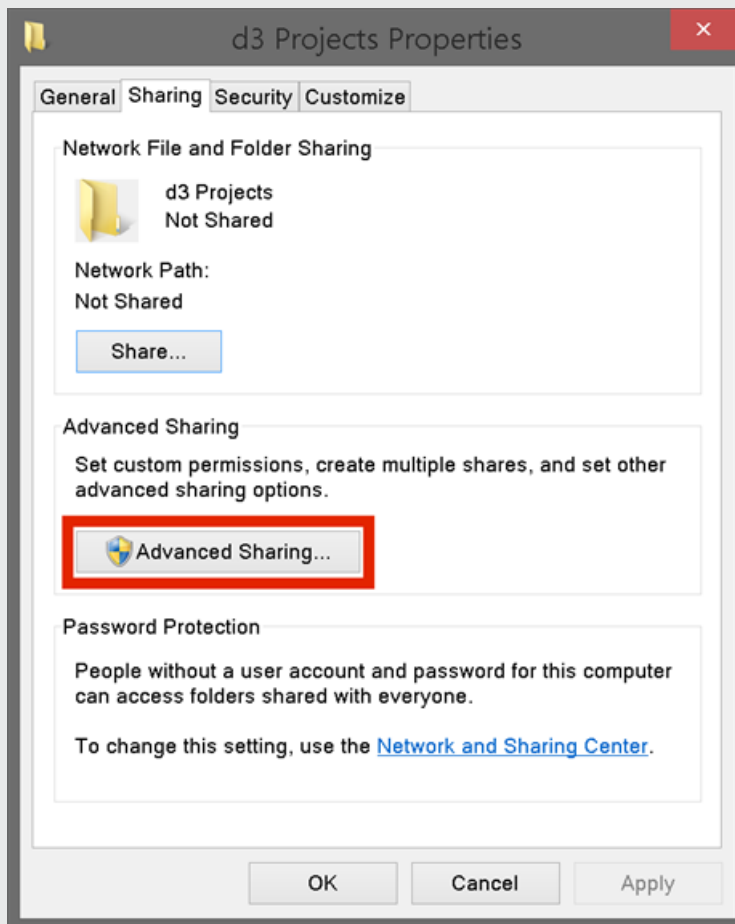 d3 Projects Properties
General Sharing Security Customize
Network File and Folder Sharing
d3 Projects
Not Shared
Network Path:
Not Shared
Share...
Advanced Sharing
Set custom permissions, create multiple shares, and set other
advanced sharing options.
Advanced Sharing...
Password Protection
People without a user account and password for this computer
can access folders shared with everyone.
To change this setting, use the Network and Sharing Center.
OK Cancel Apply